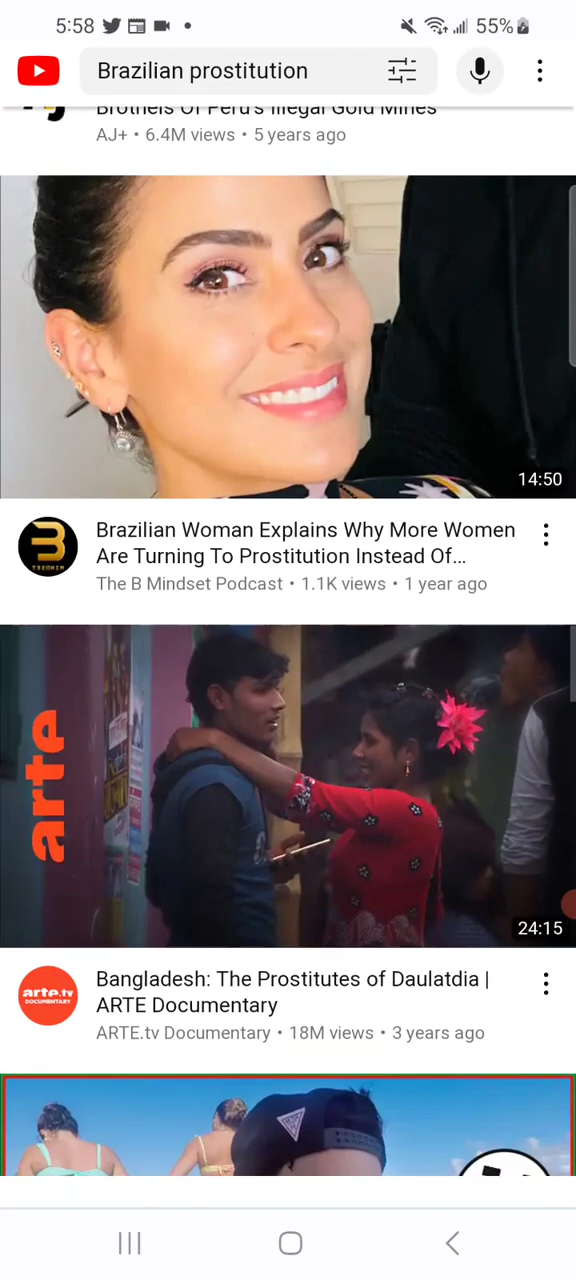 5:58
55%
Brazilian prostitution
Brothels Of Peru's Illegal Gold Mines
AJ+ • 6.4M views • 5 years ago
14:50
Brazilian Woman Explains Why More Women
Are Turning To Prostitution Instead Of...
The B Mindset Podcast • 1.1K views • 1 year ago
arte
24:15
arte.tv
DOCUMENTARY
Bangladesh: The Prostitutes of Daulatdia |
ARTE Documentary
ARTE.tv Documentary • 18M views • 3 years ago